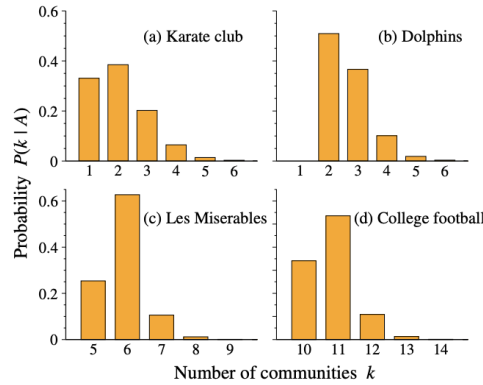 Probability P(k | A)
0.6
0.4
0.2
0
(a) Karate club
1 2 3 4 5 6
(b) Dolphins
1 2 3 4 5 6
0.6
0.4
0.2
0
(c) Les Miserables
5 6 7 8 9
(d) College football
10 11 12 13 14
Number of communities k